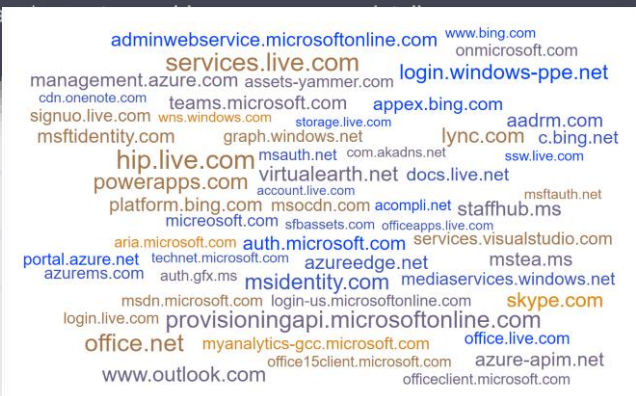 adminwebservice.microsoftonline.com www.bing.com
onmicrosoft.com
services.live.com
management.azure.com assets-yammer.com login.windows-ppe.net
cdn.onenote.com teams.microsoft.com appex.bing.com
signuo.live.com wns.windows.com storage.live.com aadrm.com
msftidentity.com graph.windows.net lync.com c.bing.net
hip.live.com msauth.net com.akadns.net ssw.live.com
powerapps.com virtualearth.net docs.live.net
account.live.com msftauth.net
platform.bing.com msocdn.com acompli.net staffhub.ms
micreosoft.com sfbassets.com officeapps.live.com
aria.microsoft.com auth.microsoft.com services.visualstudio.com
portal.azure.net technet.microsoft.com azureedge.net mstea.ms
azurems.com auth.gfx.ms msidentity.com mediaservices.windows.net
msdn.microsoft.com login-us.microsoftonline.com skype.com
login.live.com provisioningapi.microsoftonline.com
office.net myanalytics-gcc.microsoft.com office.live.com
office15client.microsoft.com azure-apim.net
www.outlook.com officeclient.microsoft.com